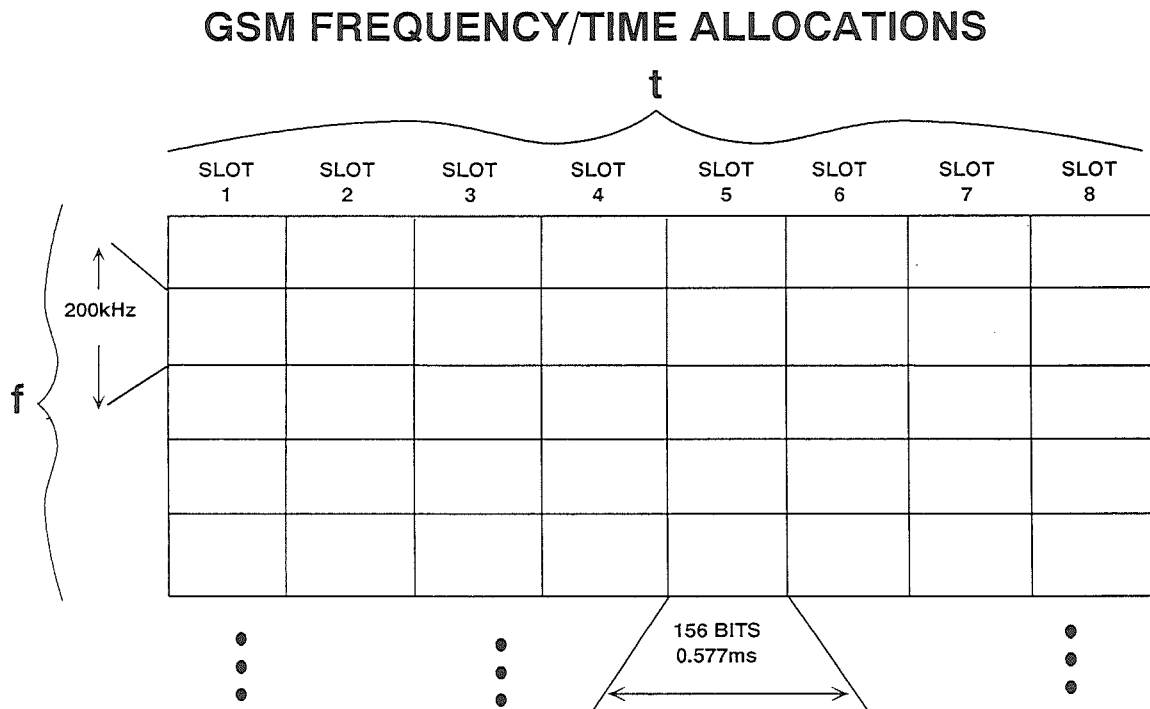 GSM FREQUENCY/TIME ALLOCATIONS
t
SLOT 1
SLOT 2
SLOT 3
SLOT 4
SLOT 5
SLOT 6
SLOT 7
SLOT 8
200kHz
f
156 BITS
0.577ms